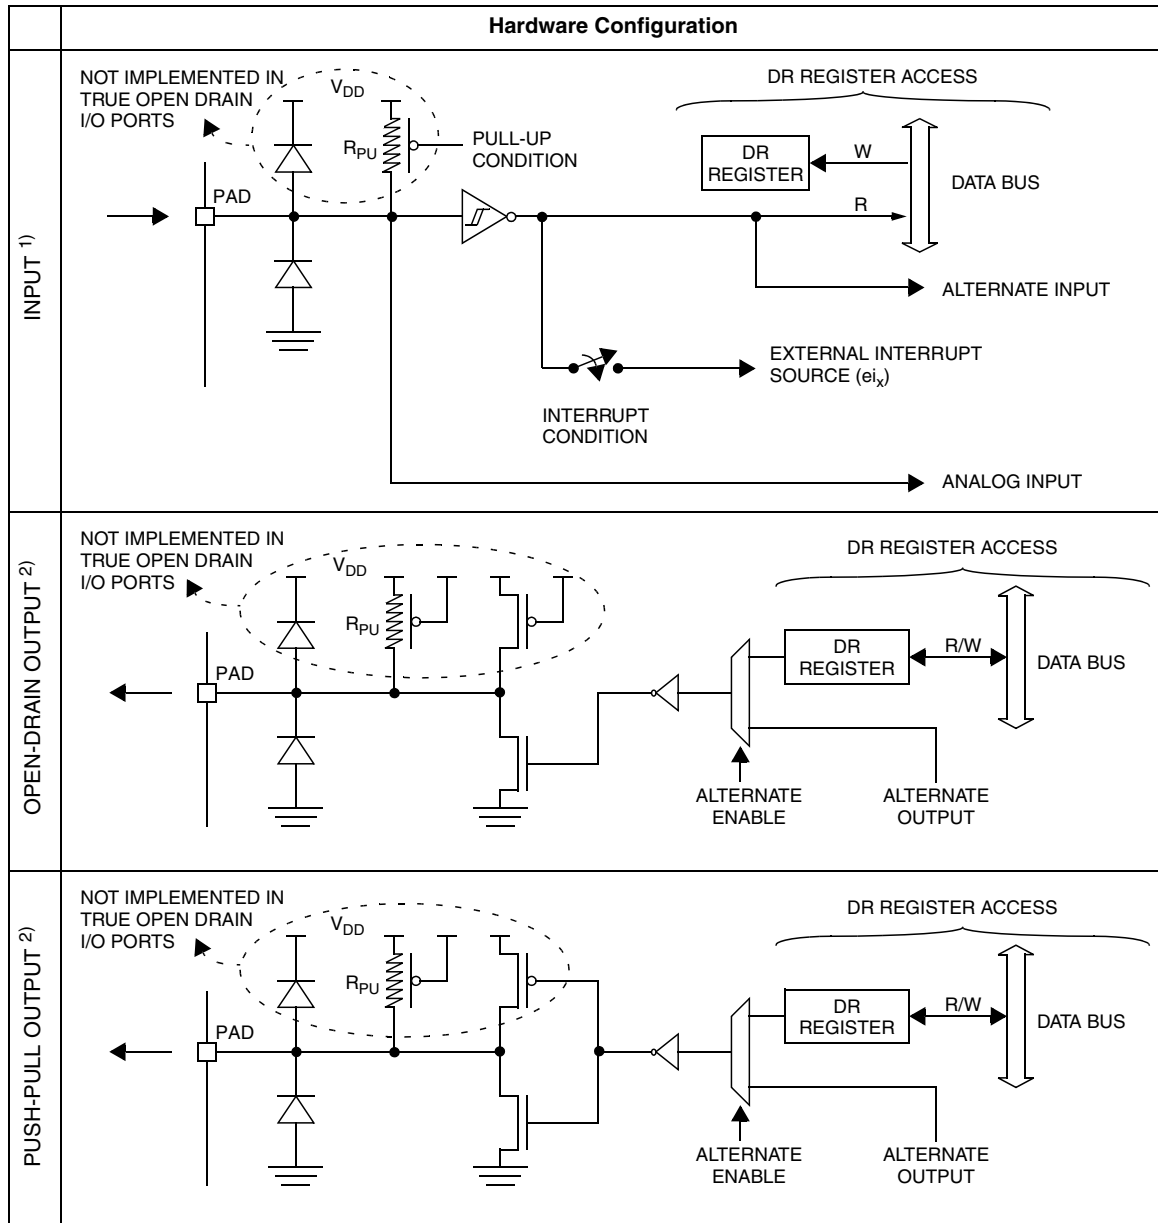 Hardware Configuration
INPUT 1)
NOT IMPLEMENTED IN
TRUE OPEN DRAIN
I/O PORTS
VDD
RPU
PULL-UP
CONDITION
PAD
DR REGISTER ACCESS
DR
REGISTER
W
R
DATA BUS
ALTERNATE INPUT
EXTERNAL INTERRUPT
SOURCE (eix)
INTERRUPT
CONDITION
ANALOG INPUT
OPEN-DRAIN OUTPUT 2)
NOT IMPLEMENTED IN
TRUE OPEN DRAIN
I/O PORTS
VDD
RPU
PAD
DR REGISTER ACCESS
DR
REGISTER
R/W
DATA BUS
ALTERNATE
ENABLE
ALTERNATE
OUTPUT
PUSH-PULL OUTPUT 2)
NOT IMPLEMENTED IN
TRUE OPEN DRAIN
I/O PORTS
VDD
RPU
PAD
DR REGISTER ACCESS
DR
REGISTER
R/W
DATA BUS
ALTERNATE
ENABLE
ALTERNATE
OUTPUT